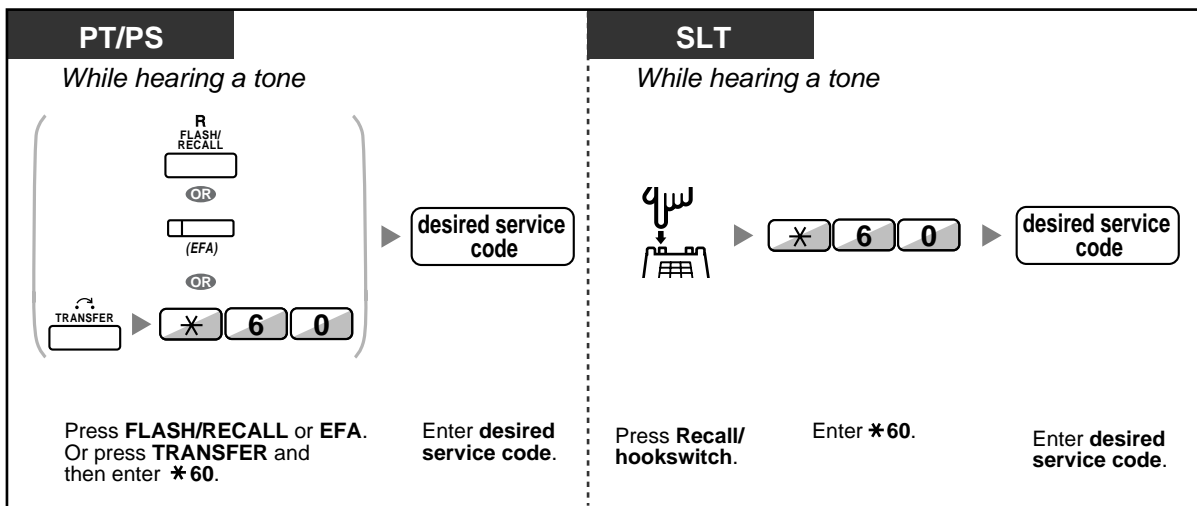 PT/PS
While hearing a tone
R
FLASH/
RECALL
OR
(EFA)
OR
TRANSFER
* 6 0
desired service
code
Press FLASH/RECALL or EFA.
Or press TRANSFER and
then enter *60.
Enter desired
service code.
SLT
While hearing a tone
* 6 0
desired service
code
Press Recall/
hookswitch.
Enter *60.
Enter desired
service code.